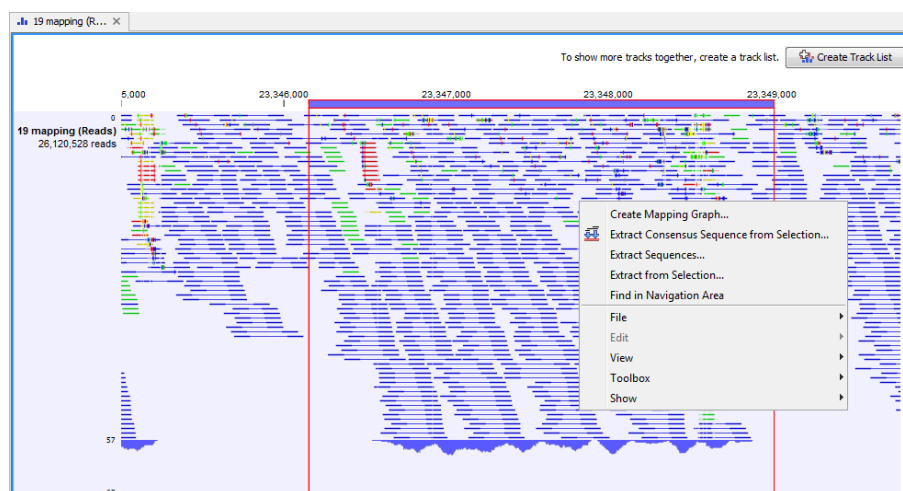 19 mapping (R...
To show more tracks together, create a track list.
Create Track List
5,000
23,346,000
23,347,000
23,348,000
23,349,000
0
19 mapping (Reads)
26,120,528 reads
Create Mapping Graph...
Extract Consensus Sequence from Selection...
Extract Sequences...
Extract from Selection...
Find in Navigation Area
File
Edit
View
Toolbox
Show
57